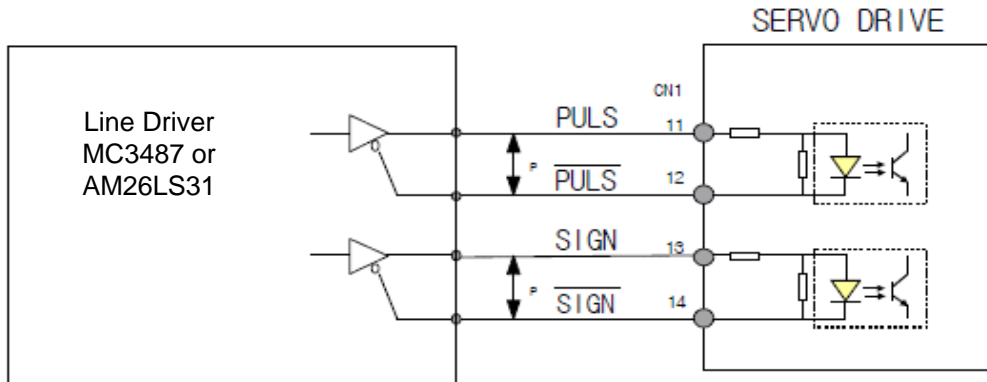 SERVO DRIVE
CN1
Line Driver
MC3487 or
AM26LS31
PULS 11
P
PULS 12
SIGN 13
P
SIGN 14